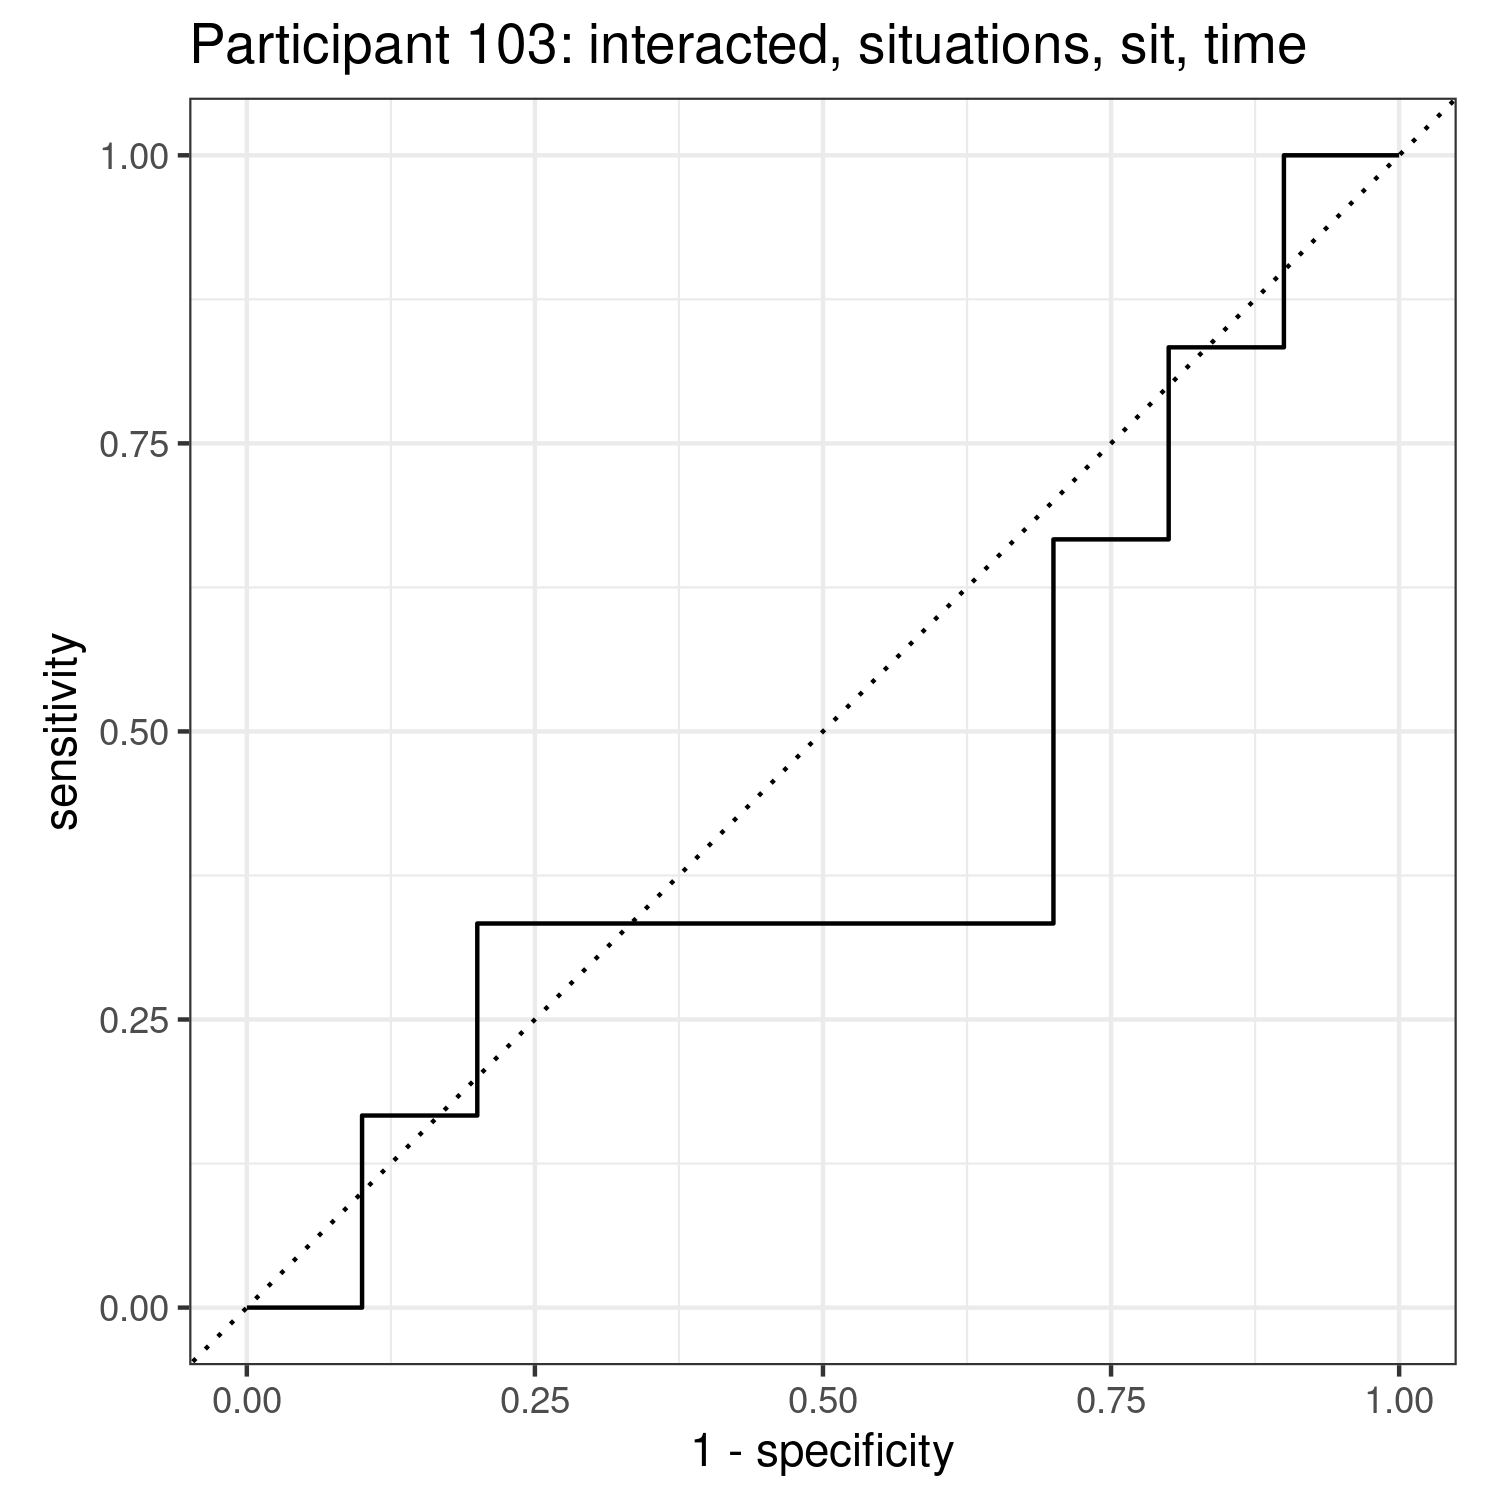 Participant 103: interacted, situations, sit, time
1.00
0.75
0.50
0.25
0.00
sensitivity
0.00 0.25 0.50 0.75 1.00
1 - specificity